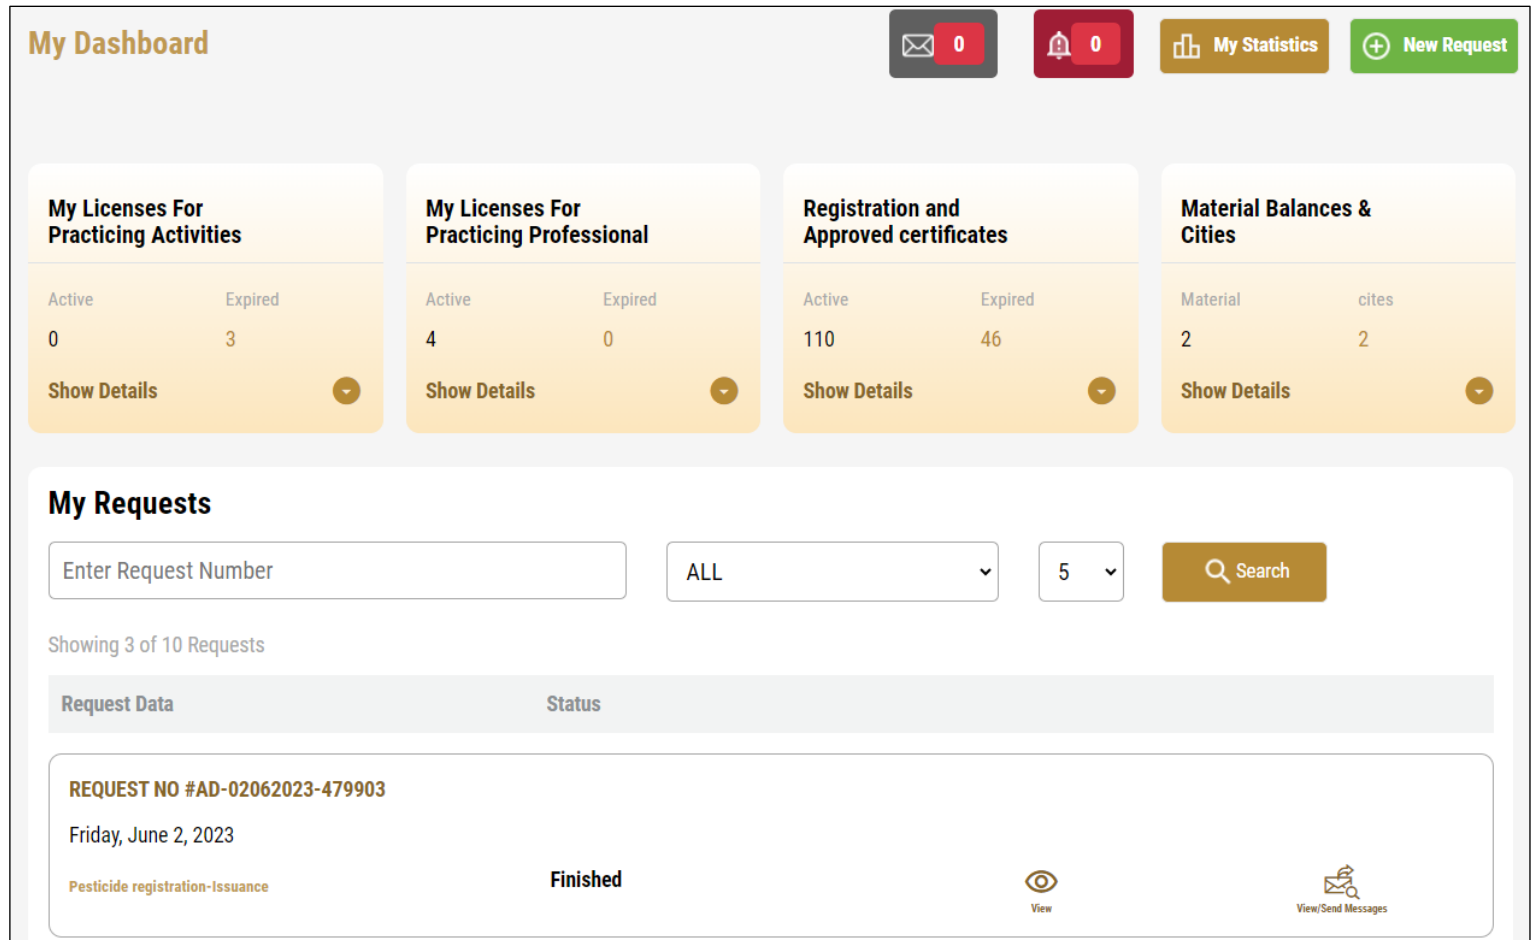 My Dashboard
0
0
My Statistics
New Request
My Licenses For
Practicing Activities
Active Expired
0 3
Show Details
My Licenses For
Practicing Professional
Active Expired
4 0
Show Details
Registration and
Approved certificates
Active Expired
110 46
Show Details
Material Balances &
Cities
Material cites
2 2
Show Details
My Requests
Enter Request Number
ALL
5
Search
Showing 3 of 10 Requests
Request Data Status
REQUEST NO #AD-02062023-479903
Friday, June 2, 2023
Pesticide registration-Issuance
Finished
View
View/Send Messages